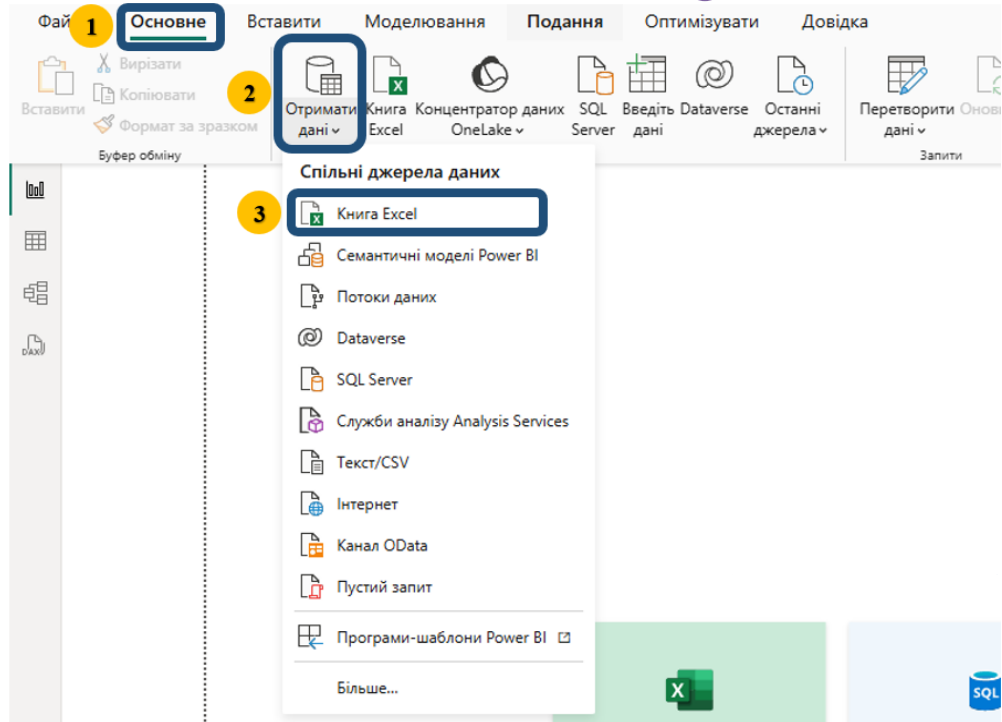 Фай 1 Основне Вставити Моделювання Подання Оптимізувати Довідка
Вставити
Вирізати
Копіювати
Формат за зразком
Буфер обміну
2
Отримати дані
Книга Excel
Концентратор даних OneLake
SQL Server
Введіть дані
Dataverse
Останні джерела
Перетворити дані
Онов
Запити
Спільні джерела даних
3 Книга Excel
Семантичні моделі Power BI
Потоки даних
Dataverse
SQL Server
Служби аналізу Analysis Services
Текст/CSV
Інтернет
Канал OData
Пустий запит
Програми-шаблони Power BI
Більше...
DAX
X
SQL